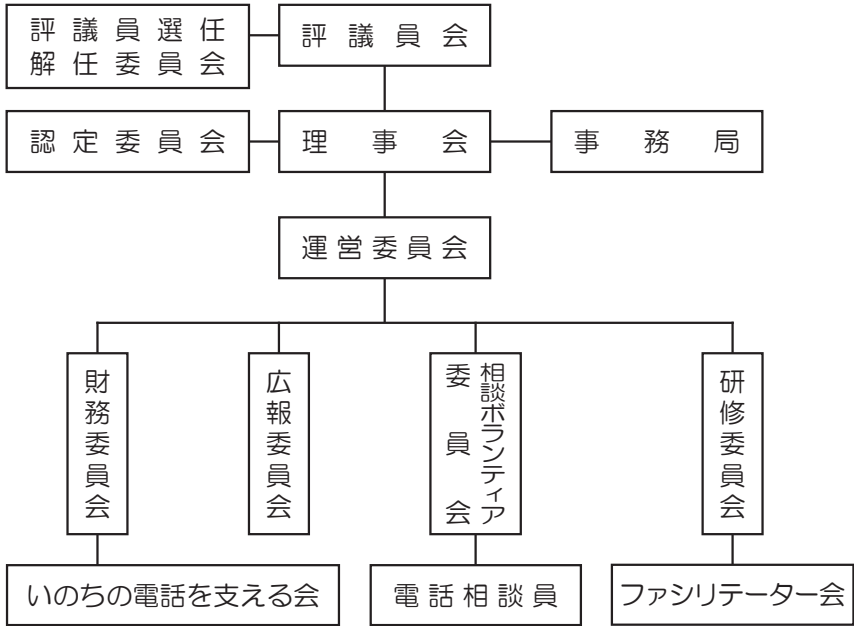 評議員選任
解任委員会
評議員会
認定委員会
理事会
事務局
運営委員会
財務委員会
広報委員会
相談ボランティア
委員会
研修委員会
いのちの電話を支える会
電話相談員
ファシリテーター会